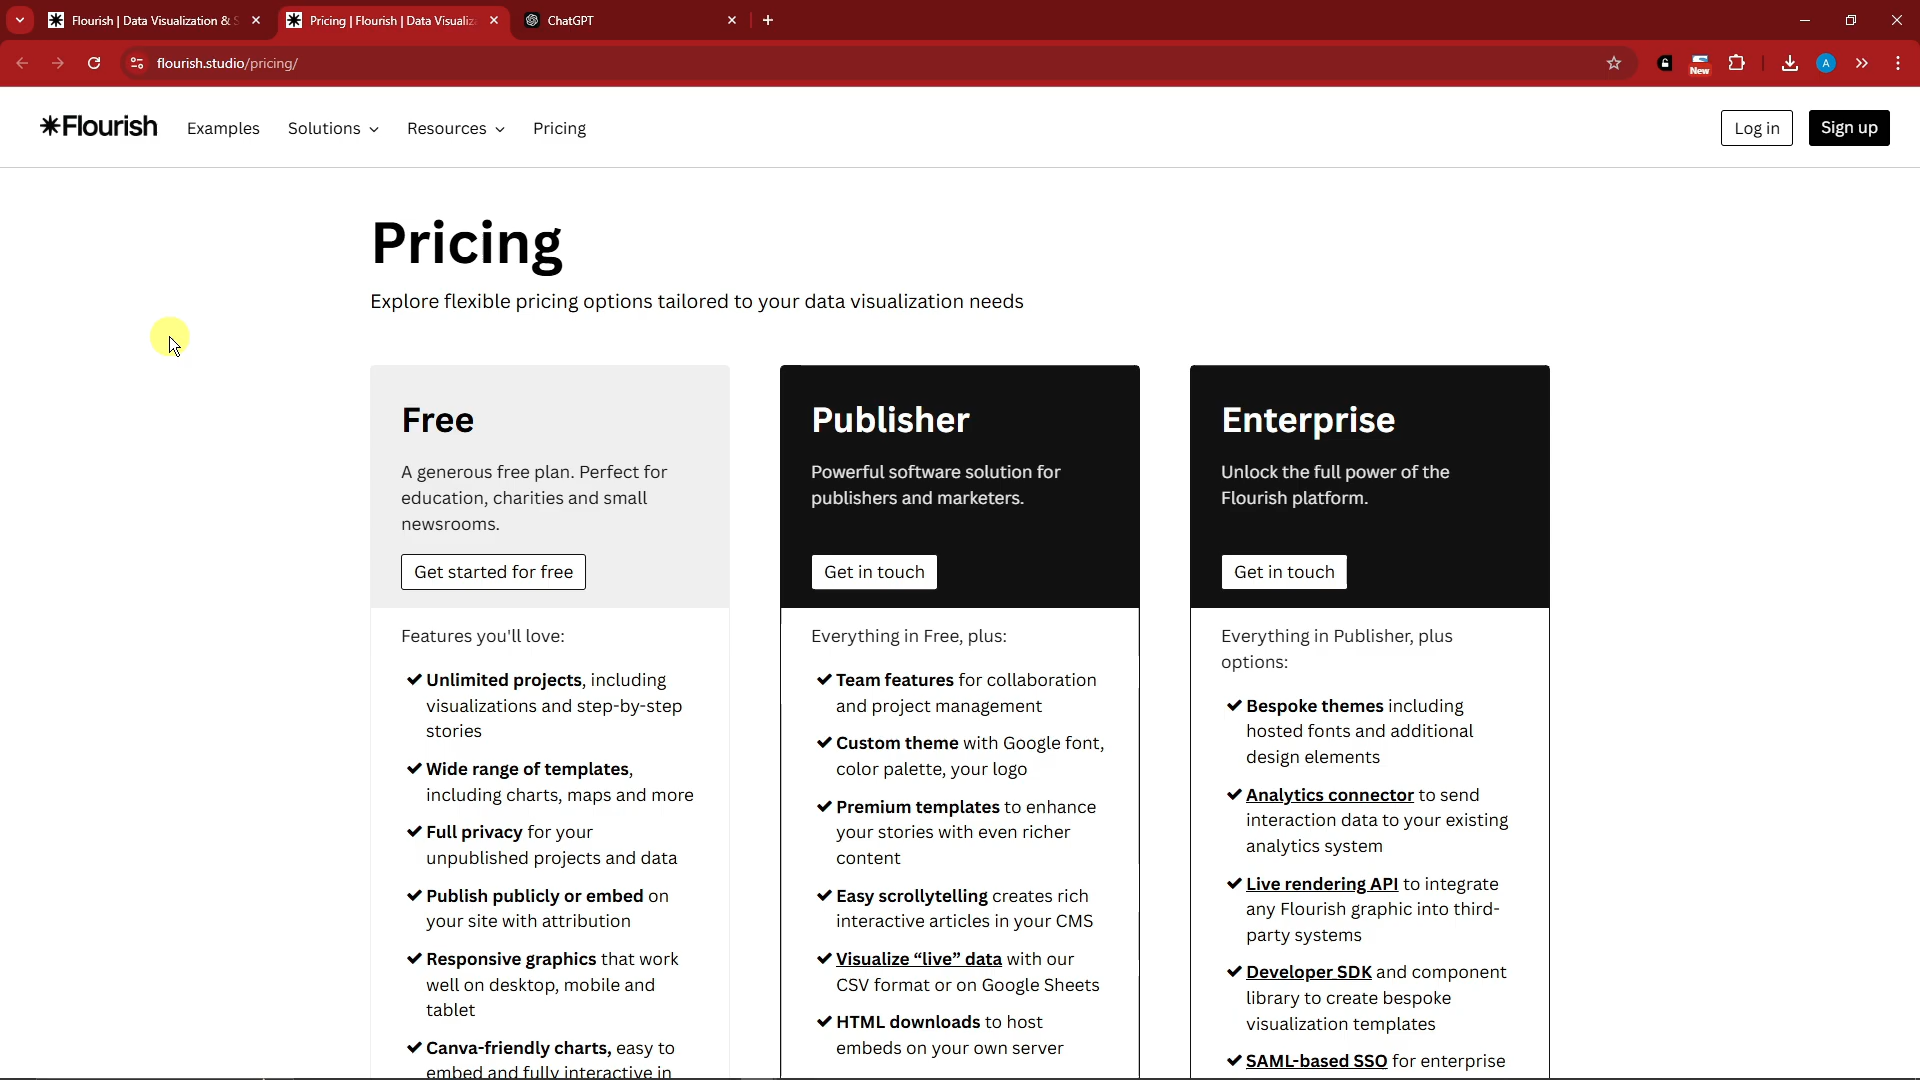 Flourish | Data Visualization & S
Pricing | Flourish | Data Visualiza
ChatGPT
flourish.studio/pricing/
New
A
Flourish
Examples
Solutions
Resources
Pricing
Log in
Sign up
Pricing
Explore flexible pricing options tailored to your data visualization needs
Free
A generous free plan. Perfect for
education, charities and small
newsrooms.
Get started for free
Features you'll love:
Unlimited projects, including
visualizations and step-by-step
stories
Wide range of templates,
including charts, maps and more
Full privacy for your
unpublished projects and data
Publish publicly or embed on
your site with attribution
Responsive graphics that work
well on desktop, mobile and
tablet
Canva-friendly charts, easy to
embed and fully interactive in
Publisher
Powerful software solution for
publishers and marketers.
Get in touch
Everything in Free, plus:
Team features for collaboration
and project management
Custom theme with Google font,
color palette, your logo
Premium templates to enhance
your stories with even richer
content
Easy scrollytelling creates rich
interactive articles in your CMS
Visualize “live” data with our
CSV format or on Google Sheets
HTML downloads to host
embeds on your own server
Enterprise
Unlock the full power of the
Flourish platform.
Get in touch
Everything in Publisher, plus
options:
Bespoke themes including
hosted fonts and additional
design elements
Analytics connector to send
interaction data to your existing
analytics system
Live rendering API to integrate
any Flourish graphic into third-
party systems
Developer SDK and component
library to create bespoke
visualization templates
SAML-based SSO for enterprise